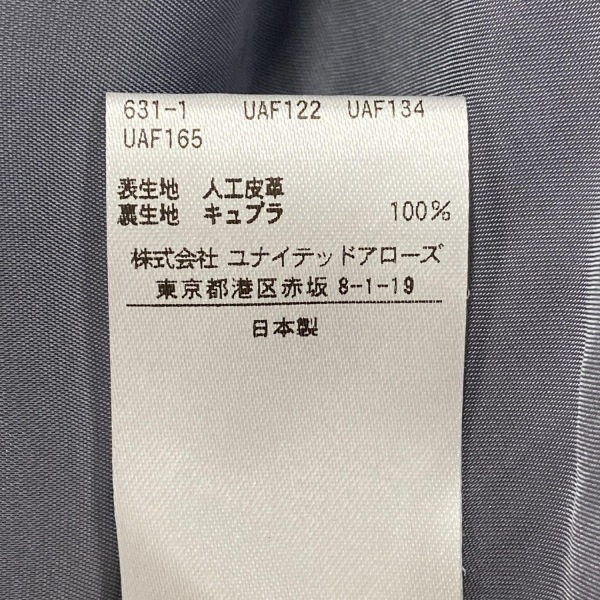 631-1 UAF122 UAF134
UAF165
表生地 人工皮革
裏生地 キュプラ 100%
株式会社 ユナイテッドアローズ
東京都港区赤坂 8-1-19
日本製